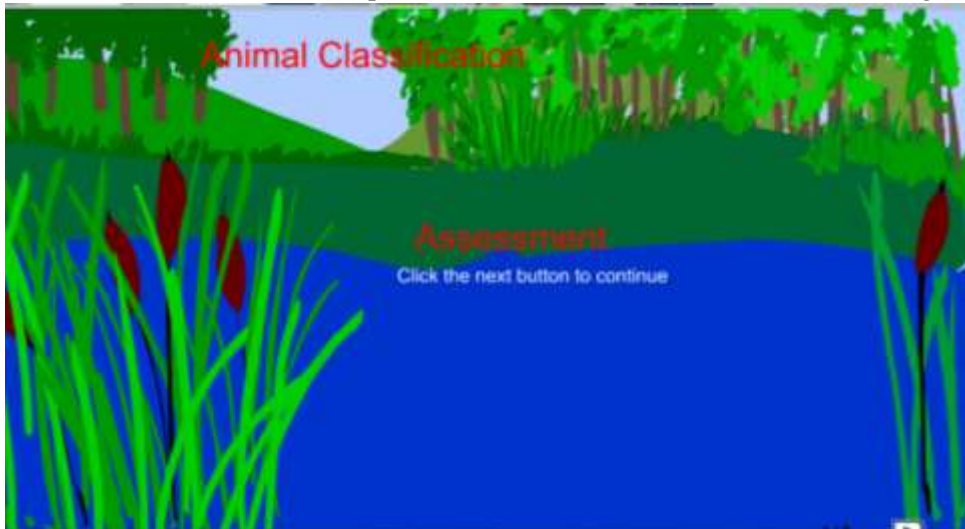 Animal Classification
Assessment
Click the next button to continue